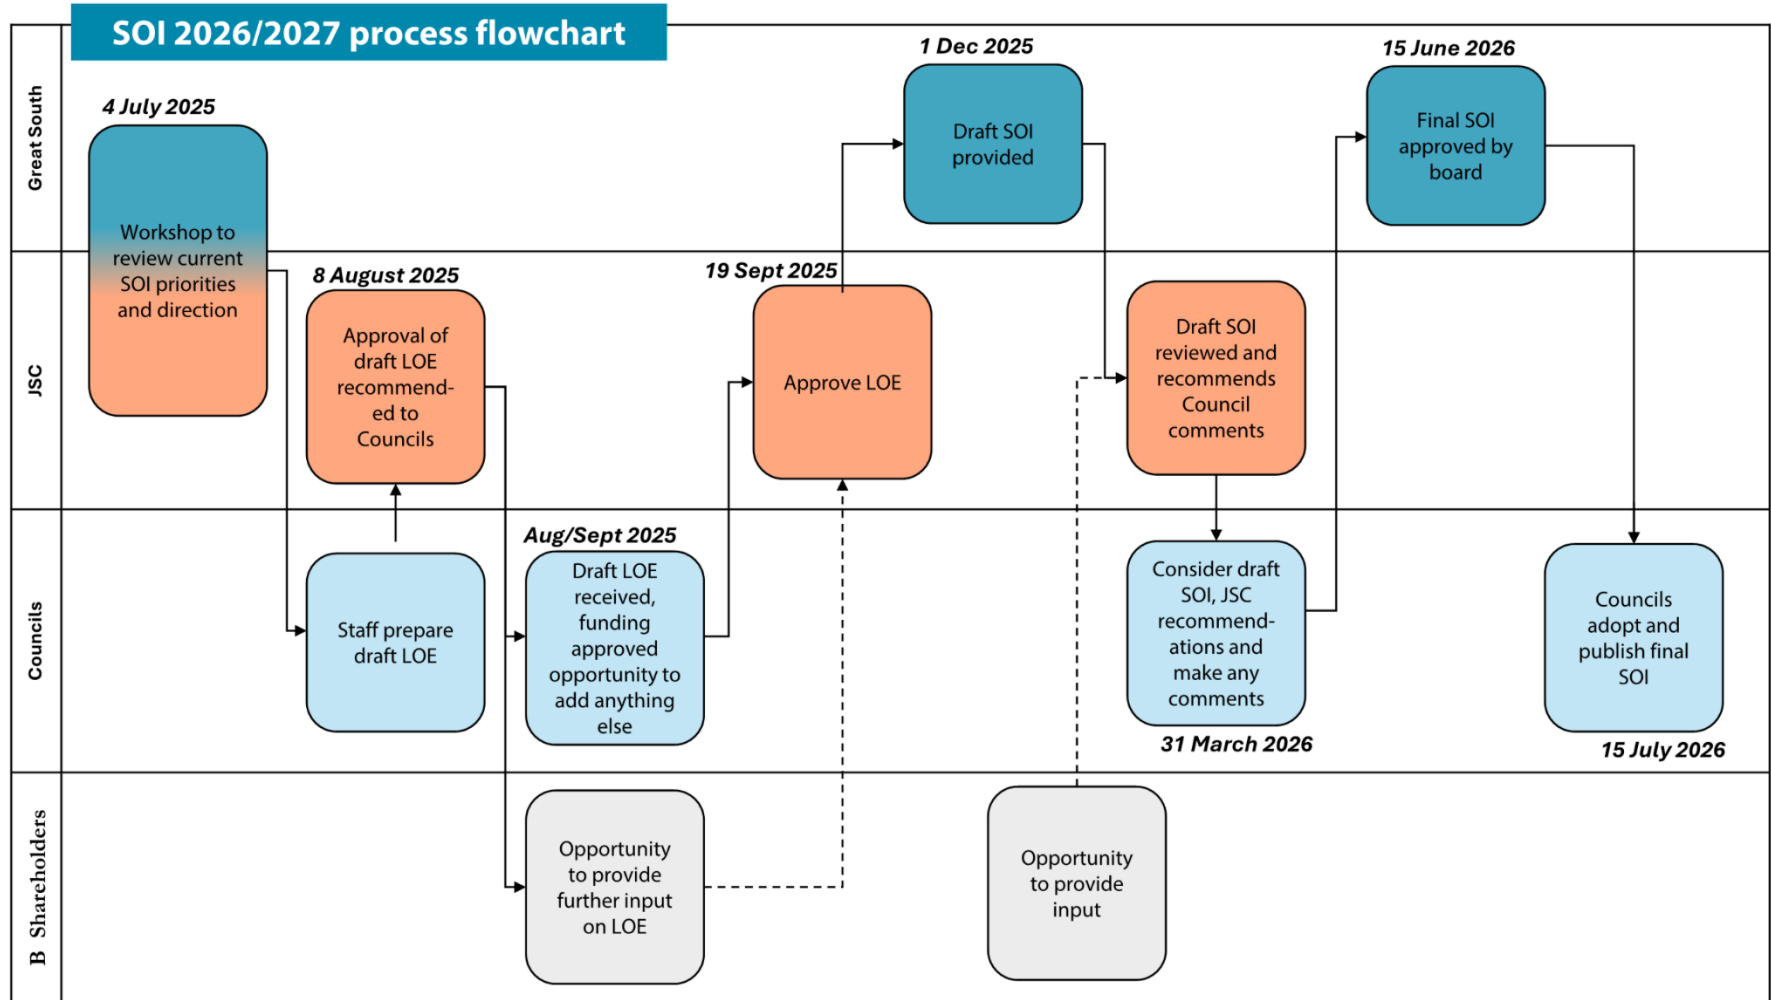 SOI 2026/2027 process flowchart
Great South
JSC
Councils
B Shareholders
4 July 2025
Workshop to
review current
SOI priorities
and direction
8 August 2025
Approval of
draft LOE
recommend-
ed to
Councils
Staff prepare
draft LOE
Aug/Sept 2025
Draft LOE
received,
funding
approved
opportunity to
add anything
else
Opportunity
to provide
further input
on LOE
19 Sept 2025
Approve LOE
1 Dec 2025
Draft SOI
provided
Opportunity
to provide
input
Draft SOI
reviewed and
recommends
Council
comments
Consider draft
SOI, JSC
recommend-
ations and
make any
comments
31 March 2026
15 June 2026
Final SOI
approved by
board
Councils
adopt and
publish final
SOI
15 July 2026